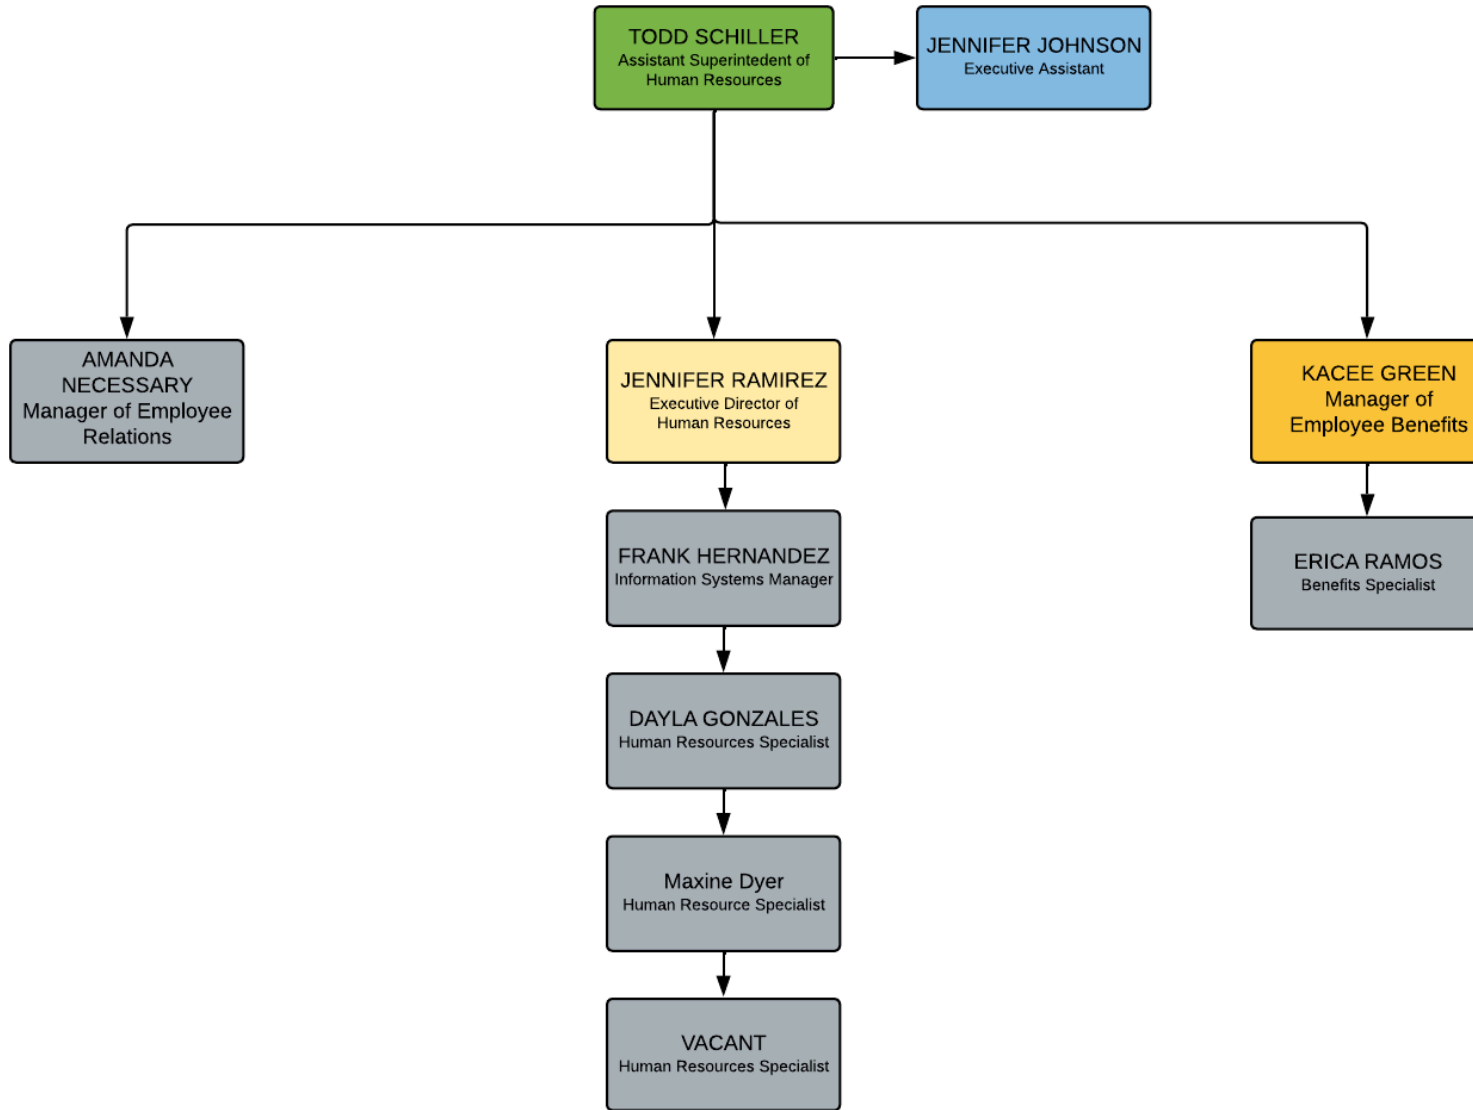 TODD SCHILLER
Assistant Superintedent of
Human Resources
JENNIFER JOHNSON
Executive Assistant
AMANDA
NECESSARY
Manager of Employee
Relations
JENNIFER RAMIREZ
Executive Director of
Human Resources
KACEE GREEN
Manager of
Employee Benefits
FRANK HERNANDEZ
Information Systems Manager
ERICA RAMOS
Benefits Specialist
DAYLA GONZALES
Human Resources Specialist
Maxine Dyer
Human Resource Specialist
VACANT
Human Resources Specialist